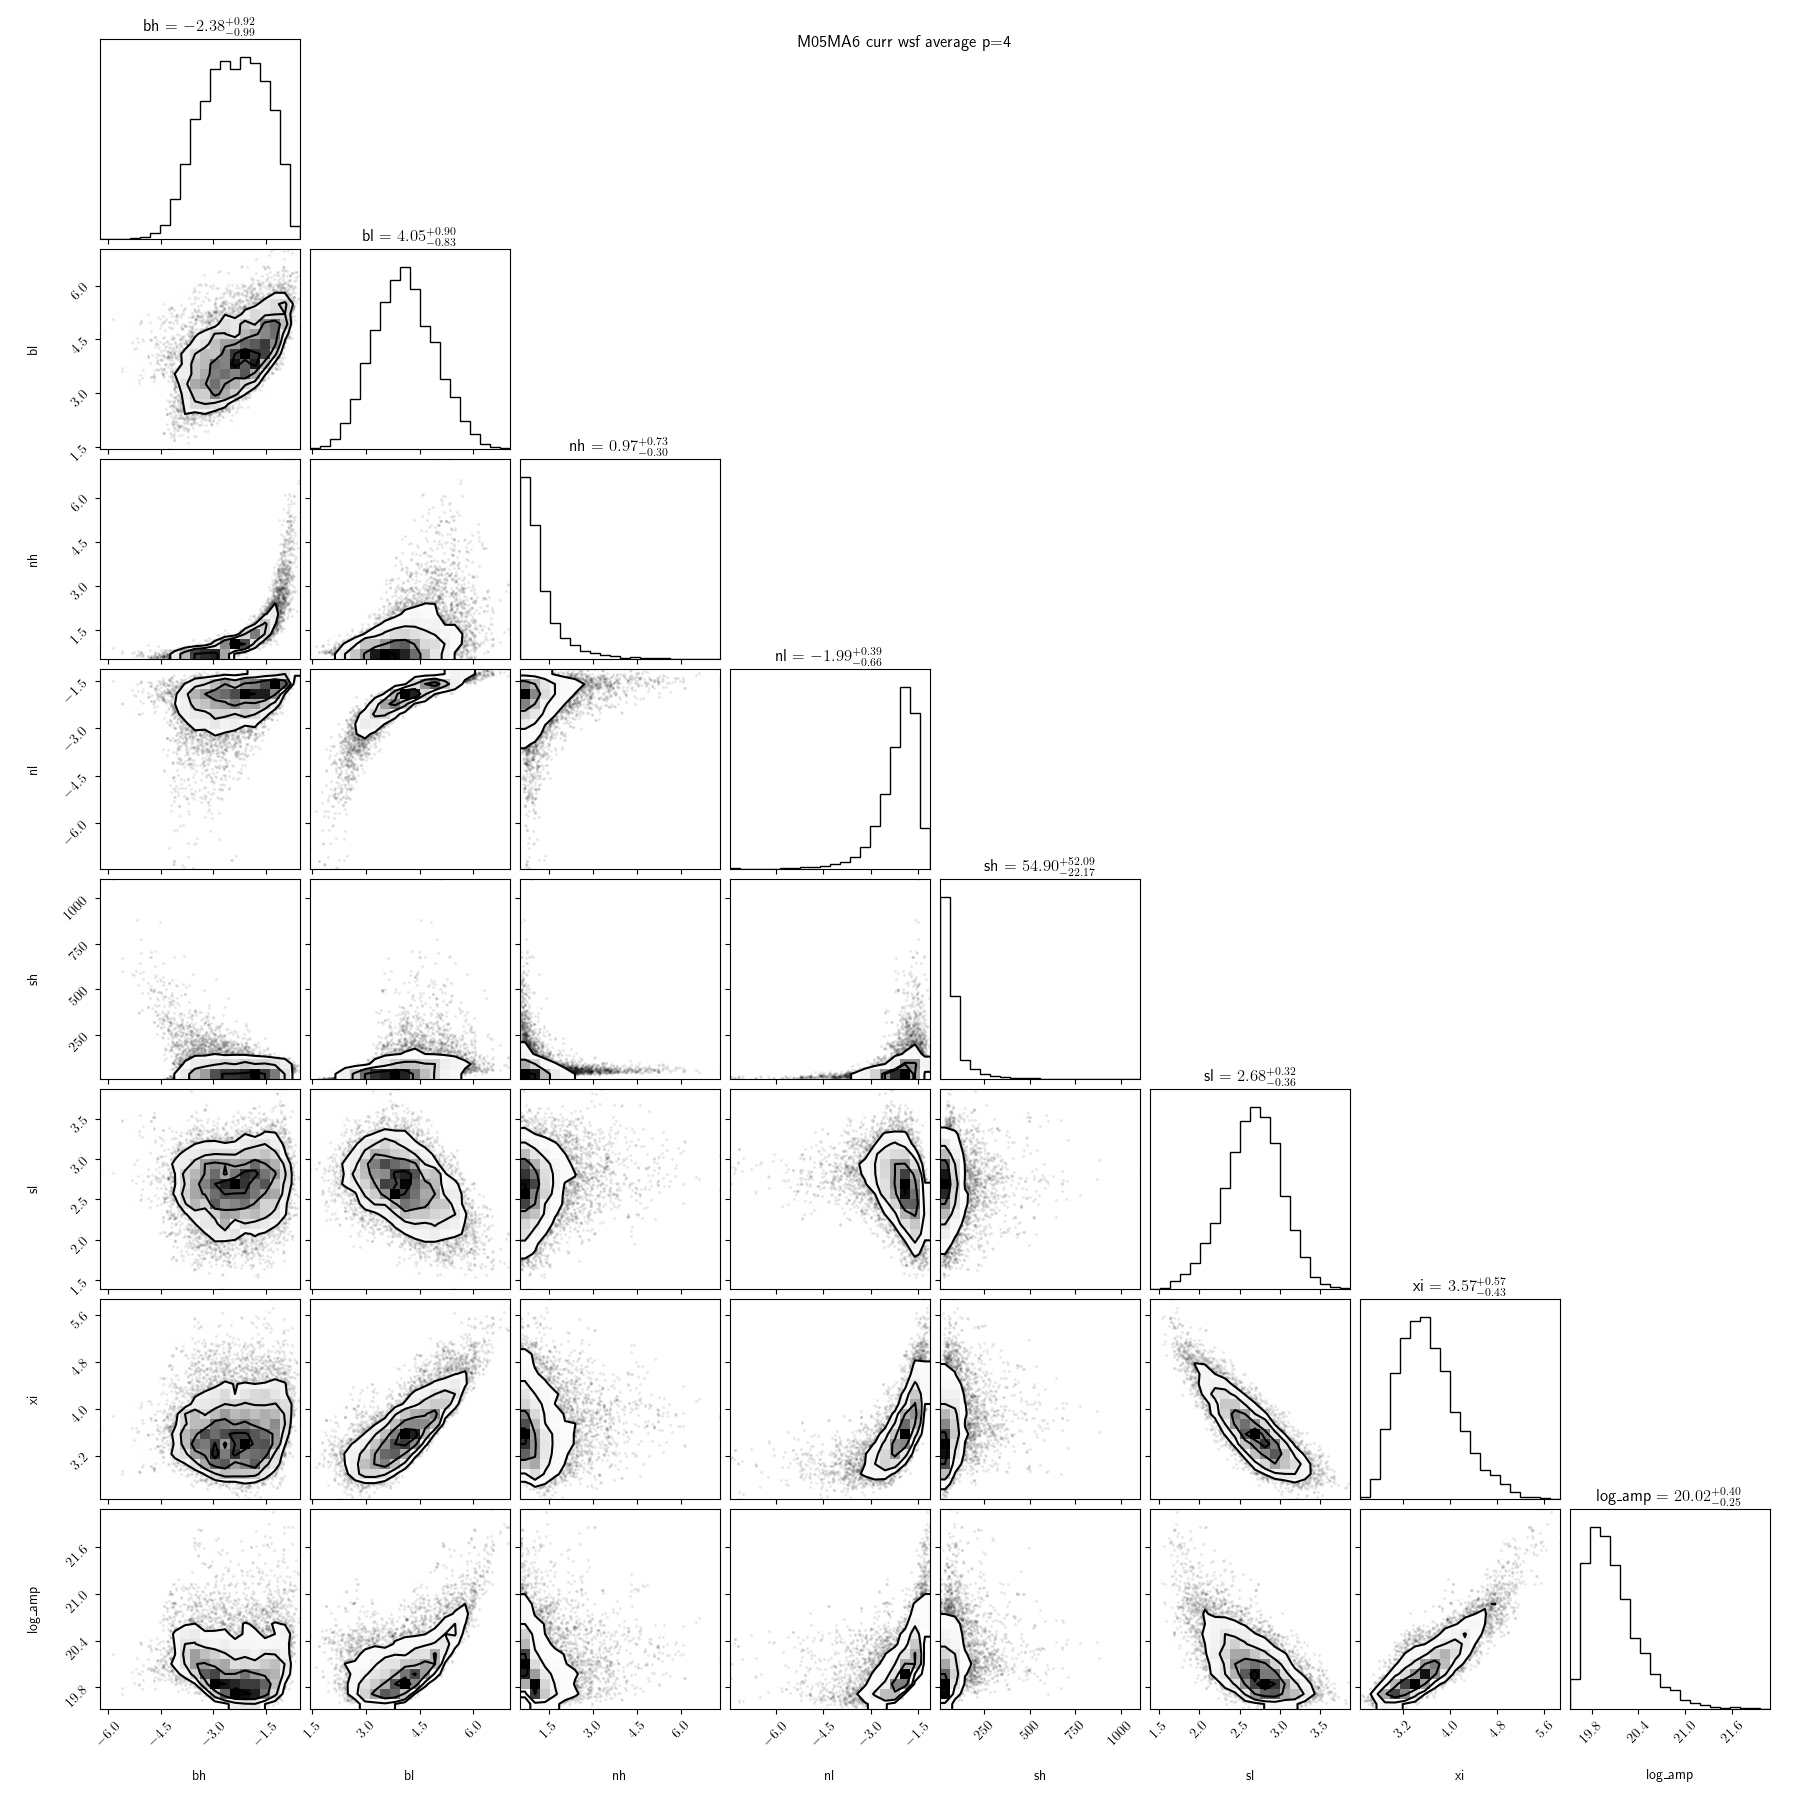 M05MA6 curr wsf average p=4
bh = −2.38+0.92−0.99
bl = 4.05+0.90−0.83
nh = 0.97+0.73−0.30
nl = −1.99+0.39−0.66
sh = 54.90+52.09−22.17
sl = 2.68+0.32−0.36
xi = 3.57+0.57−0.43
log_amp = 20.02+0.40−0.25
bl
6.0
4.5
3.0
1.5
nh
6.0
4.5
3.0
1.5
nl
−1.5
−3.0
−4.5
−6.0
sh
1000
750
500
250
sl
3.5
3.0
2.5
2.0
1.5
xi
5.6
4.8
4.0
3.2
log_amp
21.6
21.0
20.4
19.8
−6.0 −4.5 −3.0 −1.5 1.5 3.0 4.5 6.0 1.5 3.0 4.5 6.0 −6.0 −4.5 −3.0 −1.5 250 500 750 1000 1.5 2.0 2.5 3.0 3.5 3.2 4.0 4.8 5.6 19.8 20.4 21.0 21.6
bh bl nh nl sh sl xi log_amp